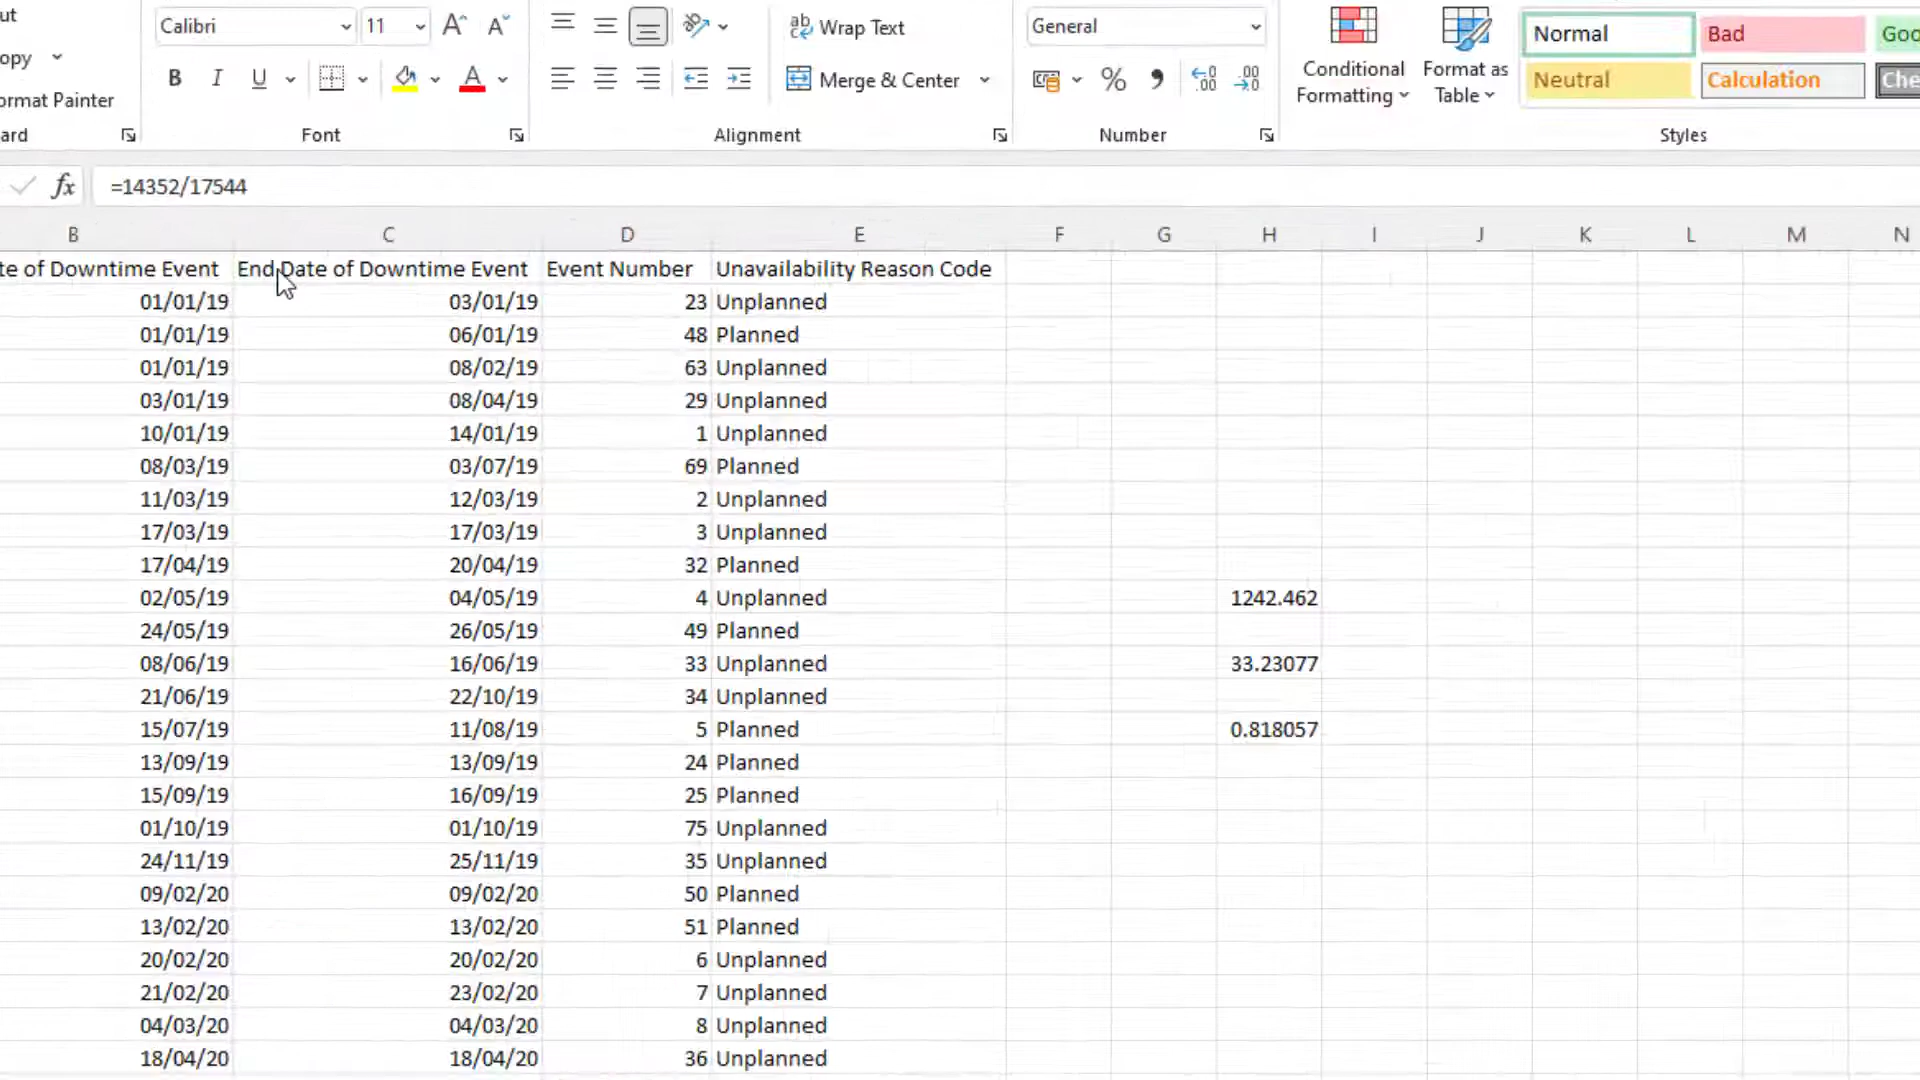 ut
Calibri 11 A A ab Wrap Text General Normal Bad Goo
opy
ormat Painter B I U A Merge & Center % Conditional Formatting Format as Table Neutral Calculation Che
ard Font Alignment Number Styles
fx =14352/17544
B C D E F G H I J K L M N
te of Downtime Event End Date of Downtime Event Event Number Unavailability Reason Code
01/01/19 03/01/19 23 Unplanned
01/01/19 06/01/19 48 Planned
01/01/19 08/02/19 63 Unplanned
03/01/19 08/04/19 29 Unplanned
10/01/19 14/01/19 1 Unplanned
08/03/19 03/07/19 69 Planned
11/03/19 12/03/19 2 Unplanned
17/03/19 17/03/19 3 Unplanned
17/04/19 20/04/19 32 Planned
02/05/19 04/05/19 4 Unplanned 1242.462
24/05/19 26/05/19 49 Planned
08/06/19 16/06/19 33 Unplanned 33.23077
21/06/19 22/10/19 34 Unplanned
15/07/19 11/08/19 5 Planned 0.818057
13/09/19 13/09/19 24 Planned
15/09/19 16/09/19 25 Planned
01/10/19 01/10/19 75 Unplanned
24/11/19 25/11/19 35 Unplanned
09/02/20 09/02/20 50 Planned
13/02/20 13/02/20 51 Planned
20/02/20 20/02/20 6 Unplanned
21/02/20 23/02/20 7 Unplanned
04/03/20 04/03/20 8 Unplanned
18/04/20 18/04/20 36 Unplanned